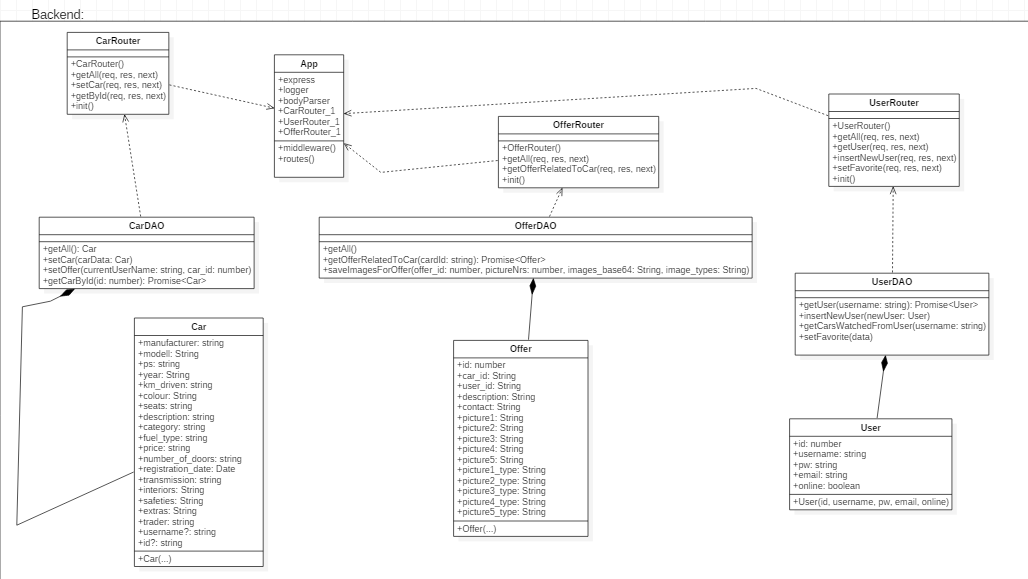 Backend:
CarRouter
+CarRouter()
+getAll(req, res, next)
+setCar(req, res, next)
+getById(req, res, next)
+init()
App
+express
+logger
+bodyParser
+CarRouter_1
+UserRouter_1
+OfferRouter_1
+middleware()
+routes()
OfferRouter
+OfferRouter()
+getAll(req, res, next)
+getOfferRelatedToCar(req, res, next)
+init()
UserRouter
+UserRouter()
+getAll(req, res, next)
+getUser(req, res, next)
+insertNewUser(req, res, next)
+setFavorite(req, res, next)
+init()
CarDAO
+getAll(): Car
+setCar(carData: Car)
+setOffer(currentUserName: string, car_id: number)
+getCarById(id: number): Promise<Car>
OfferDAO
+getAll()
+getOfferRelatedToCar(cardId: string): Promise<Offer>
+saveImagesForOffer(offer_id: number, pictureNrs: number, images_base64: String, image_types: String)
UserDAO
+getUser(username: string): Promise<User>
+insertNewUser(newUser: User)
+getCarsWatchedFromUser(username: string)
+setFavorite(data)
Car
+manufacturer: string
+modell: String
+ps: string
+year: String
+km_driven: string
+colour: String
+seats: string
+description: string
+category: string
+fuel_type: string
+price: string
+number_of_doors: string
+registration_date: Date
+transmission: string
+interiors: String
+safeties: String
+extras: String
+trader: string
+username?: string
+id?: string
+Car(...)
Offer
+id: number
+car_id: String
+user_id: String
+description: String
+contact: String
+picture1: String
+picture2: String
+picture3: String
+picture4: String
+picture5: String
+picture1_type: String
+picture2_type: String
+picture3_type: String
+picture4_type: String
+picture5_type: String
+Offer(...)
User
+id: number
+username: string
+pw: string
+email: string
+online: boolean
+User(id, username, pw, email, online)